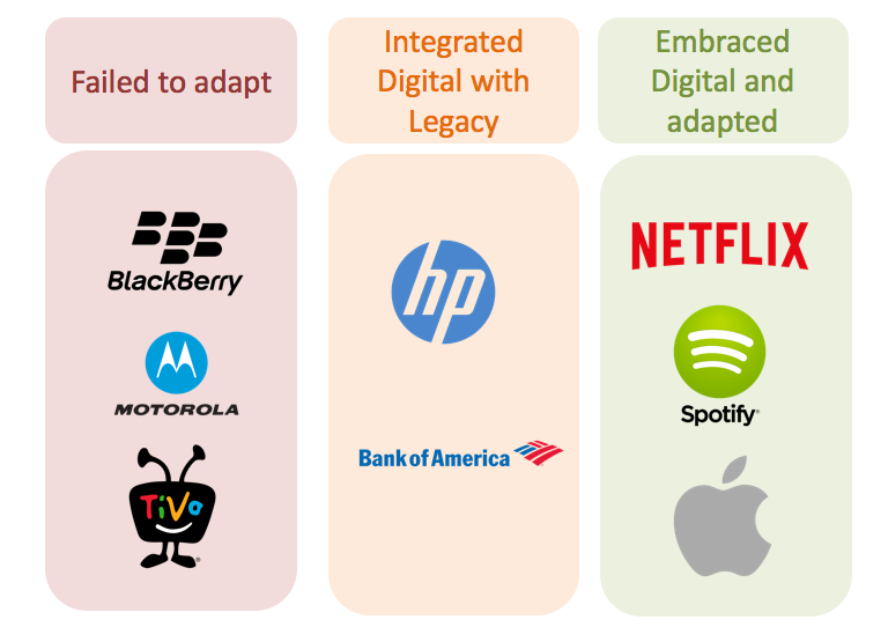 Failed to adapt
Integrated
Digital with
Legacy
Embraced
Digital and
adapted
BlackBerry
MOTOROLA
TiVo
hp
Bank of America
NETFLIX
Spotify